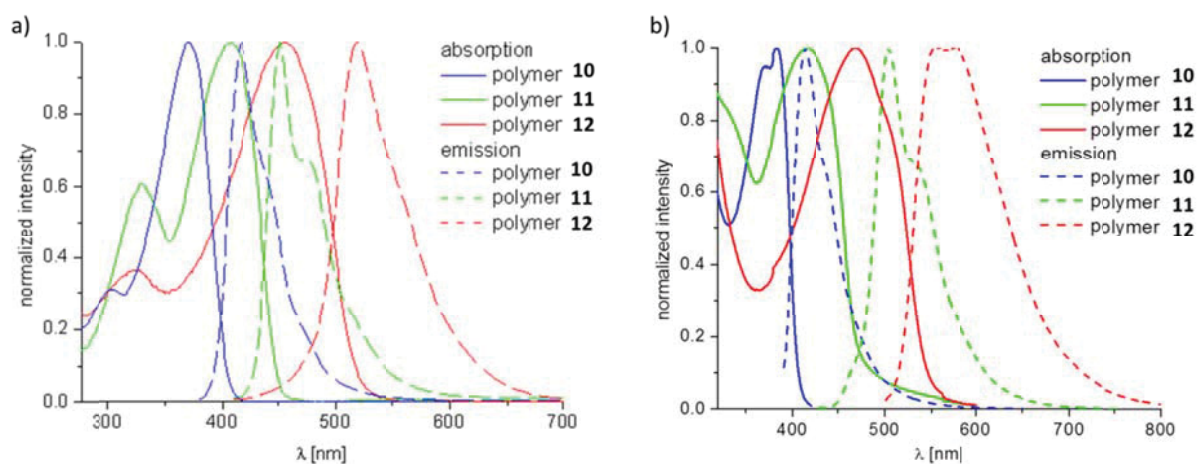 a)
absorption
polymer 10
polymer 11
polymer 12
emission
polymer 10
polymer 11
polymer 12
normalized intensity
1.0
0.8
0.6
0.4
0.2
0.0
300
400
500
600
700
λ [nm]
b)
absorption
polymer 10
polymer 11
polymer 12
emission
polymer 10
polymer 11
polymer 12
normalized intensity
1.0
0.8
0.6
0.4
0.2
0.0
400
500
600
700
800
λ [nm]